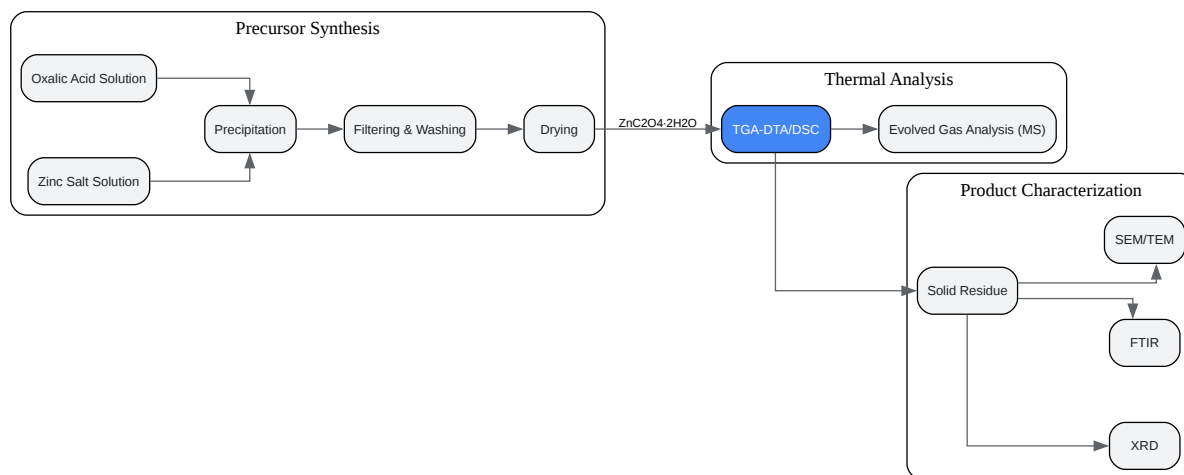 Precursor Synthesis
Oxalic Acid Solution
Zinc Salt Solution
Precipitation
Filtering & Washing
Drying
ZnC2O4·2H2O
Thermal Analysis
TGA-DTA/DSC
Evolved Gas Analysis (MS)
Product Characterization
Solid Residue
SEM/TEM
FTIR
XRD